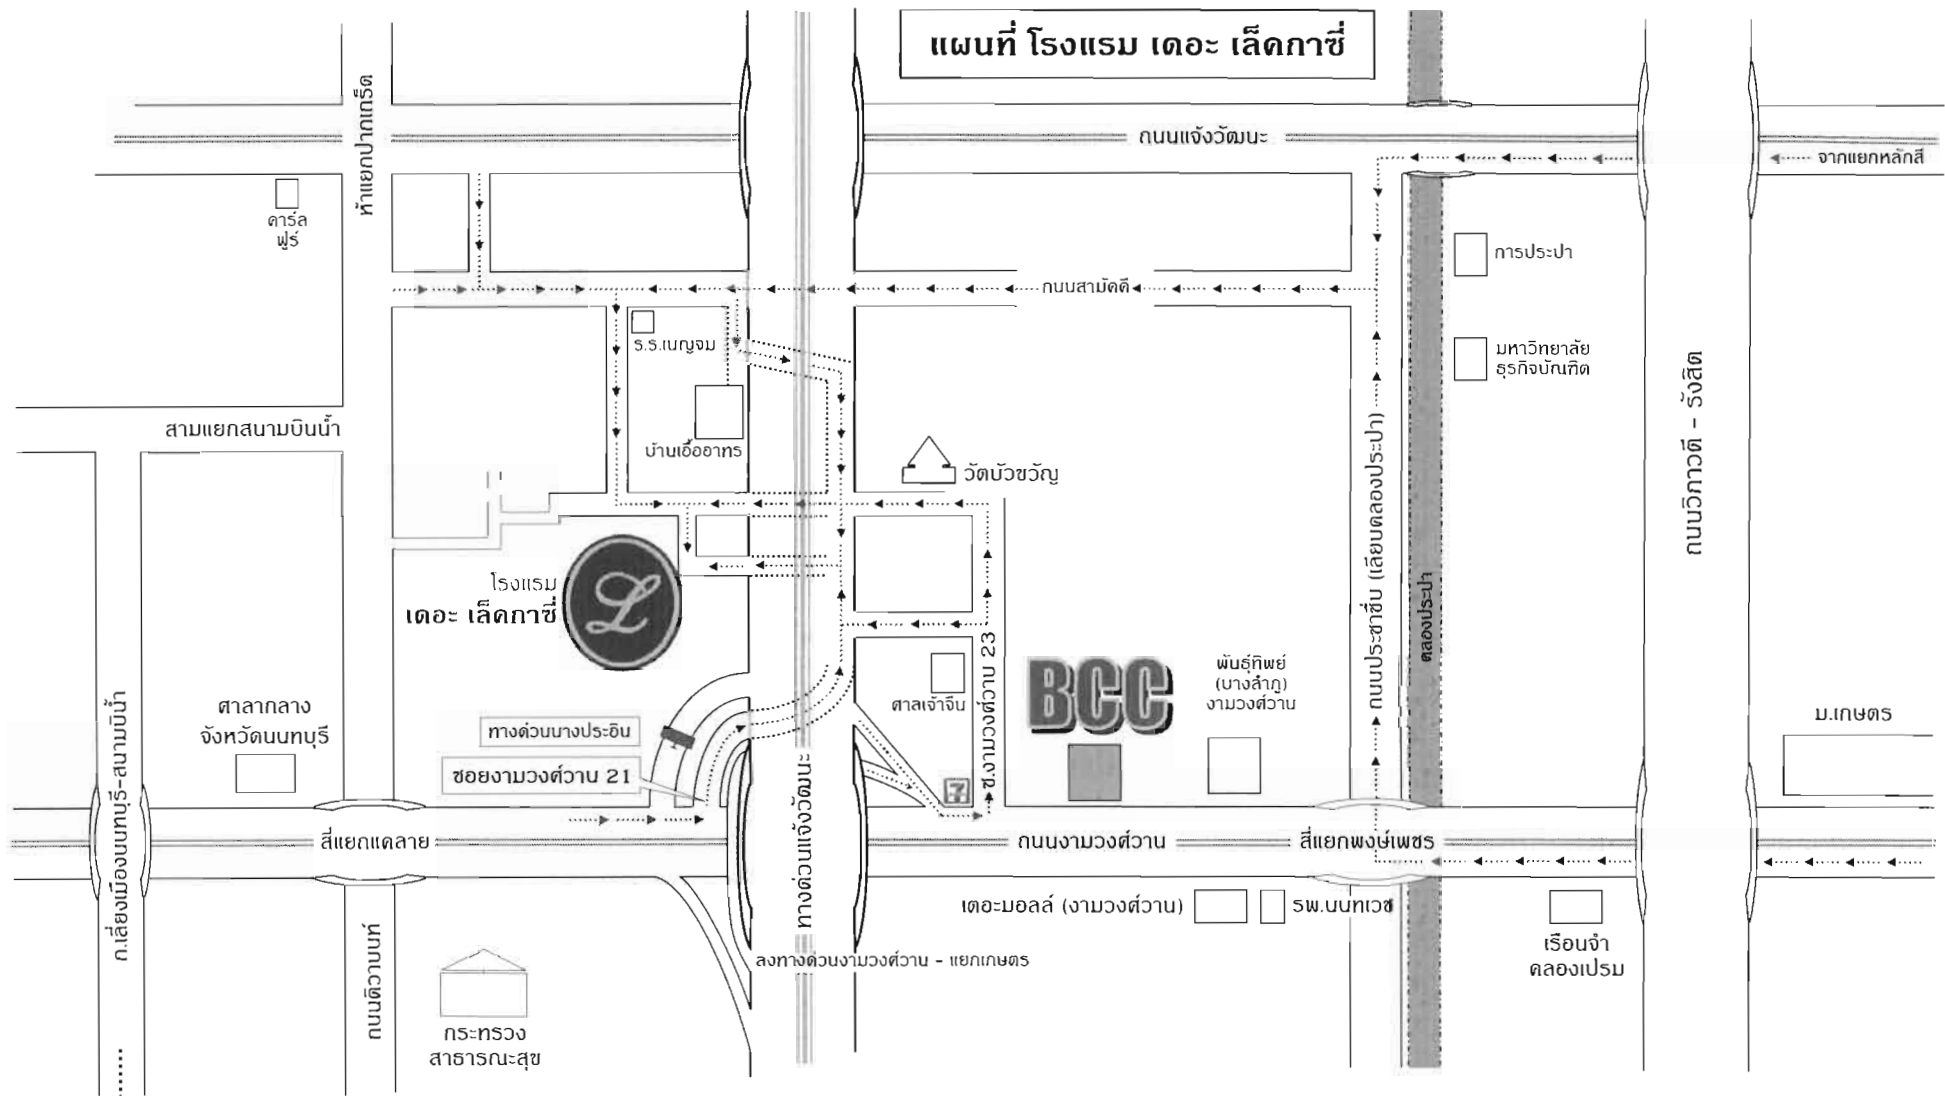 แผนที่ โรงแรม เดอะ เล็คกาซี่
ห้าแยกปากเกร็ด
ถนนแจ้งวัฒนะ
จากแยกหลักสี่
คาร์ล
ฟูร์
การประปา
ถนนสามัคคี
ร.ร.เบญจม
มหาวิทยาลัย
ธุรกิจบัณฑิต
ถนนวิภาวดี - รังสิต
สามแยกสนามบินน้ำ
บ้านเอื้ออาทร
วัดบัวขวัญ
ถนนประชาชื่น (เลียบคลองประปา)
คลองประปา
โรงแรม
เดอะ เล็คกาซี่
L
ซ.งามวงศ์วาน 23
BCC
พันธุ์ทิพย์
(บางลำภู)
งามวงศ์วาน
ศาลเจ้าจีน
ศาลากลาง
จังหวัดนนทบุรี
ทางด่วนบางประอิน
ซอยงามวงศ์วาน 21
ม.เกษตร
7
ถ.เลี่ยงเมืองนนทบุรี-สนามบินน้ำ
สี่แยกแคลาย
ทางด่วนแจ้งวัฒนะ
ถนนงามวงศ์วาน
สี่แยกพงษ์เพชร
เดอะมอลล์ (งามวงศ์วาน)
รพ.นนทเวช
เรือนจำ
คลองเปรม
ลงทางด่วนงามวงศ์วาน - แยกเกษตร
ถนนติวานนท์
กระทรวง
สาธารณะสุข